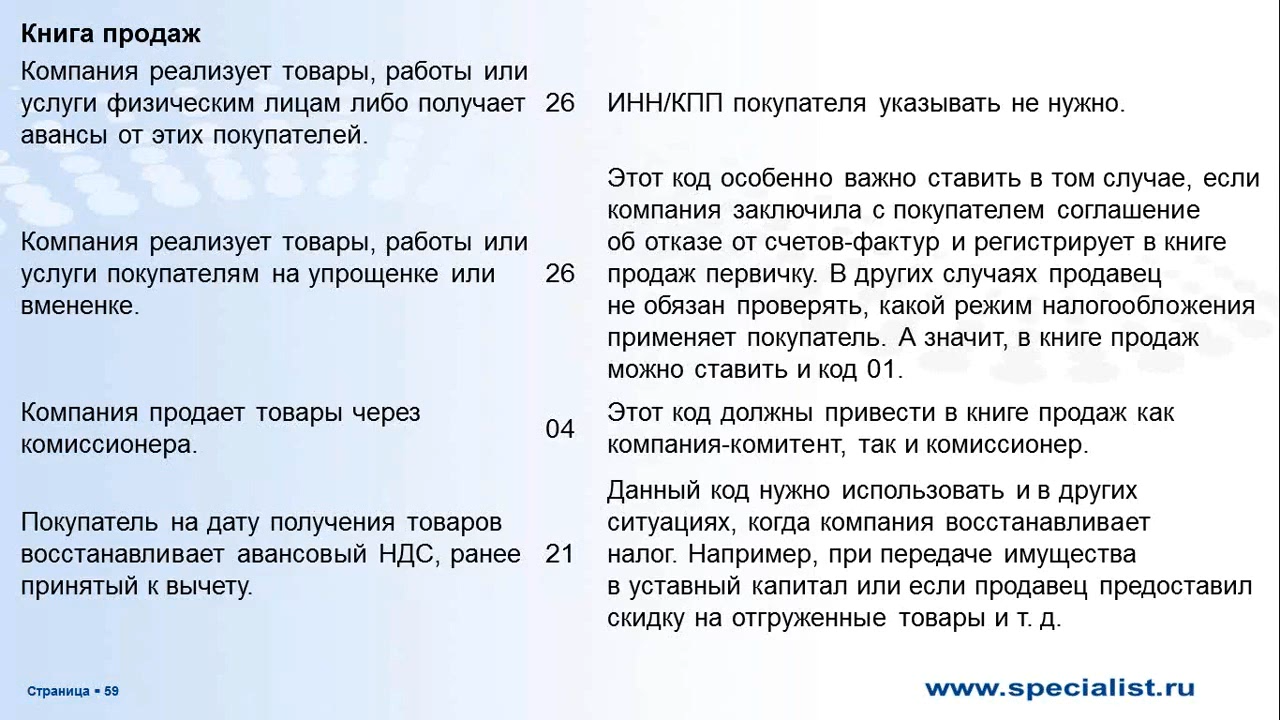 Книга продаж
Компания реализует товары, работы или
услуги физическим лицам либо получает
авансы от этих покупателей.
26
ИНН/КПП покупателя указывать не нужно.
Компания реализует товары, работы или
услуги покупателям на упрощенке или
вмененке.
26
Этот код особенно важно ставить в том случае, если
компания заключила с покупателем соглашение
об отказе от счетов-фактур и регистрирует в книге
продаж первичку. В других случаях продавец
не обязан проверять, какой режим налогообложения
применяет покупатель. А значит, в книге продаж
можно ставить и код 01.
Компания продает товары через
комиссионера.
04
Этот код должны привести в книге продаж как
компания-комитент, так и комиссионер.
Покупатель на дату получения товаров
восстанавливает авансовый НДС, ранее
принятый к вычету.
21
Данный код нужно использовать и в других
ситуациях, когда компания восстанавливает
налог. Например, при передаче имущества
в уставный капитал или если продавец предоставил
скидку на отгруженные товары и т. д.
Страница ▪ 59
www.specialist.ru